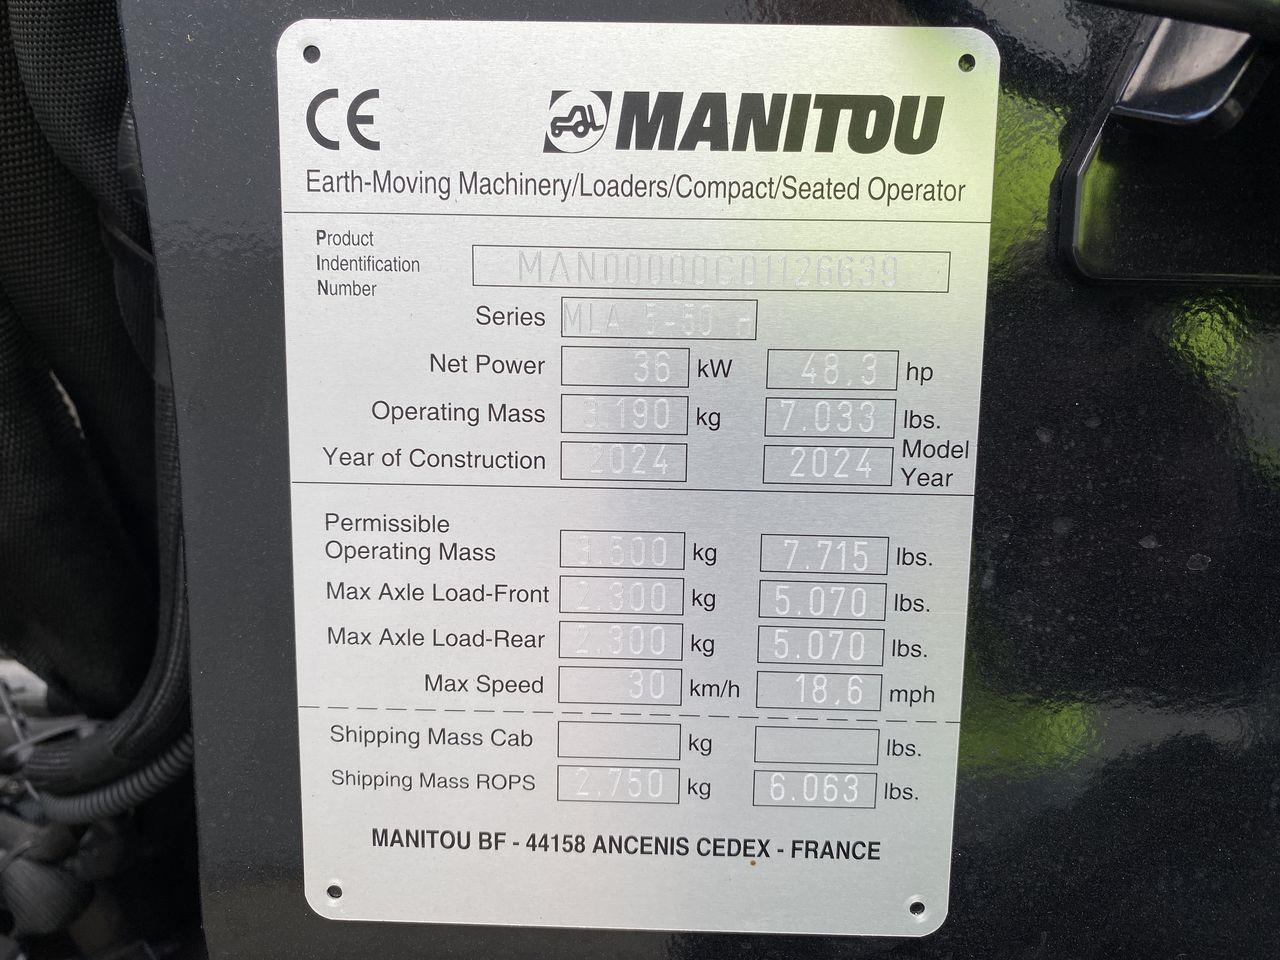 CE MANITOU
Earth-Moving Machinery/Loaders/Compact/Seated Operator
Product
Indentification
Number
MAN00000C01126639
Series MLA 5-50 H
Net Power 36 kW 48,3 hp
Operating Mass 3.190 kg 7.033 lbs.
Year of Construction 2024 2024 Model Year
Permissible
Operating Mass 3.500 kg 7.715 lbs.
Max Axle Load-Front 2.300 kg 5.070 lbs.
Max Axle Load-Rear 2.300 kg 5.070 lbs.
Max Speed 30 km/h 18,6 mph
Shipping Mass Cab kg lbs.
Shipping Mass ROPS 2.750 kg 6.063 lbs.
MANITOU BF - 44158 ANCENIS CEDEX - FRANCE